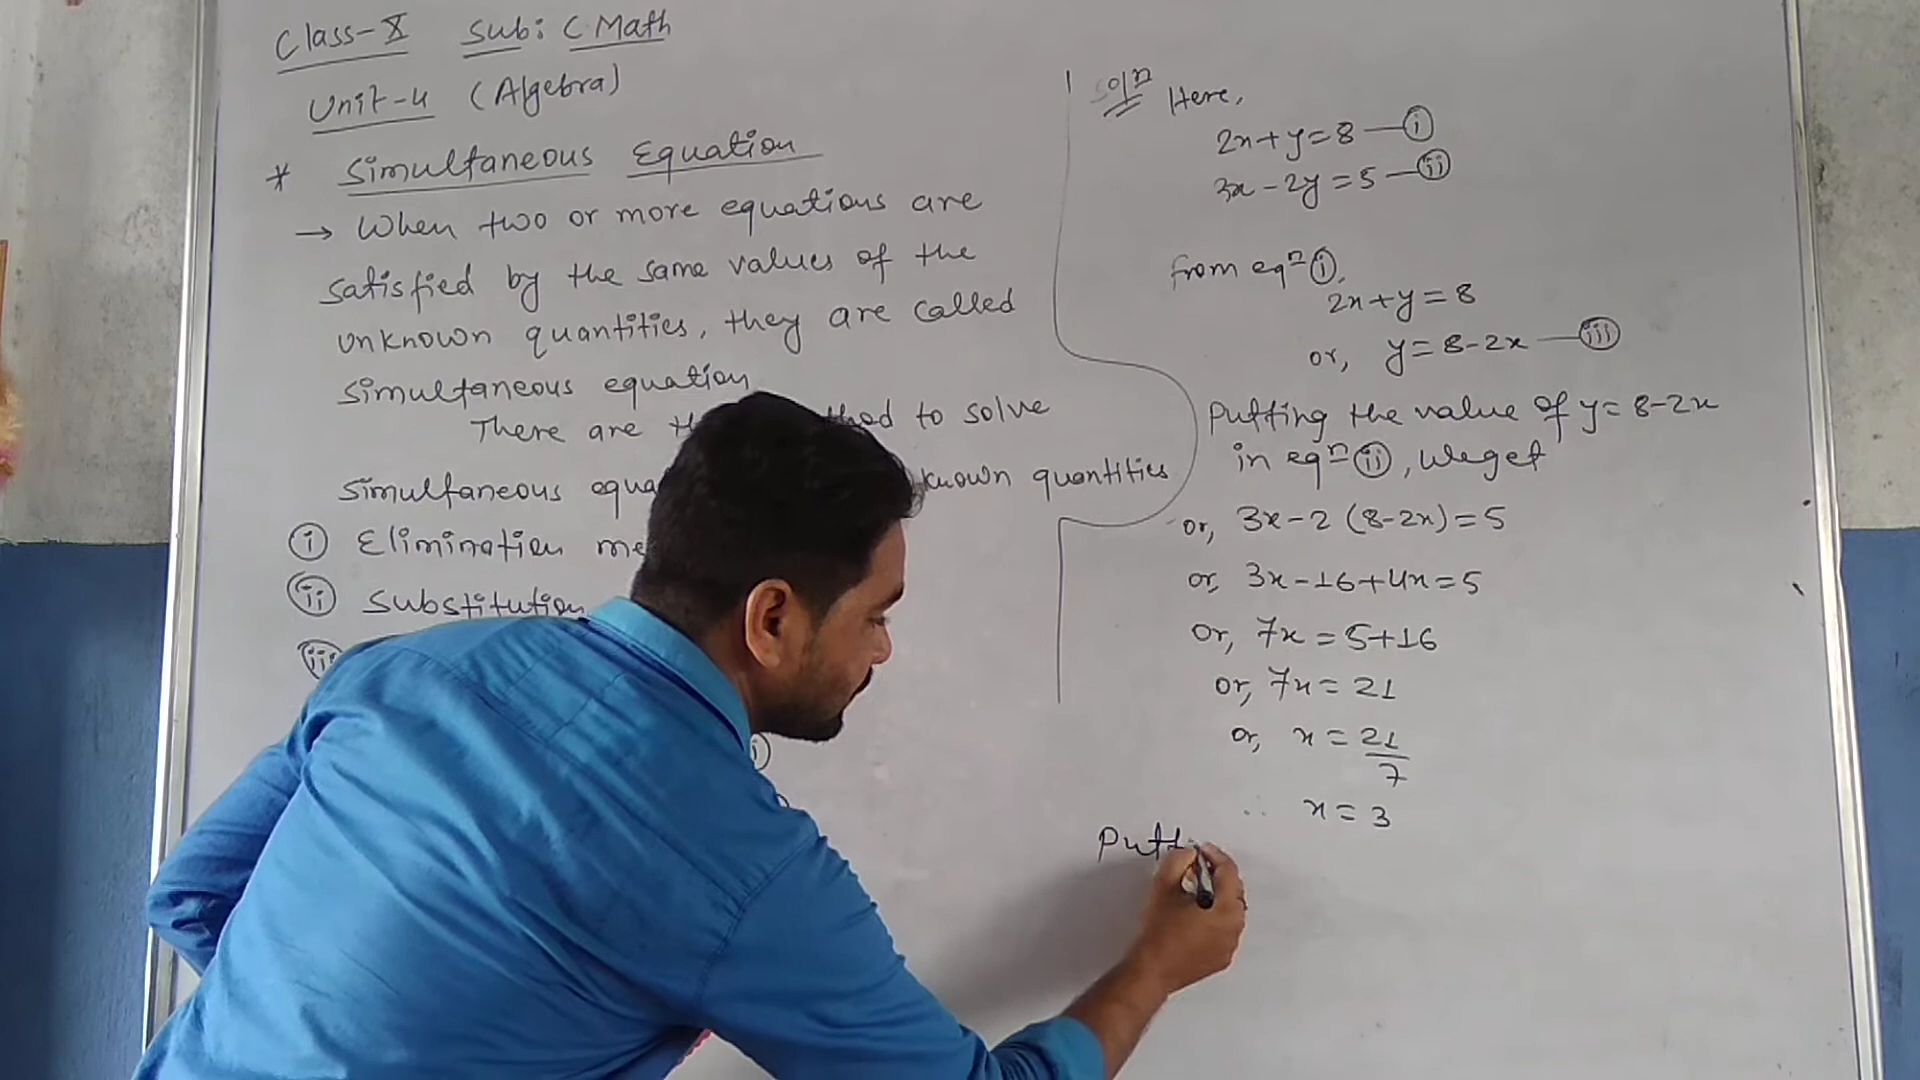 Class-X Sub: C.Math
Unit-4 (Algebra)
* Simultaneous Equation
→ When two or more equations are
satisfied by the same values of the
unknown quantities, they are called
simultaneous equation
There are to solve
simultaneous known quantities
(i) Elimination
(ii) Substitution
(iii)
Solⁿ Here,
2x+y=8 —(i)
3x-2y=5 —(ii)
from eqⁿ (i),
2x+y=8
or, y=8-2x —(iii)
Putting the value of y=8-2x
in eqⁿ (ii), we get
or, 3x-2(8-2x)=5
or, 3x-16+4x=5
or, 7x=5+16
or, 7x=21
or, x=21/7
∴ x=3
Putt